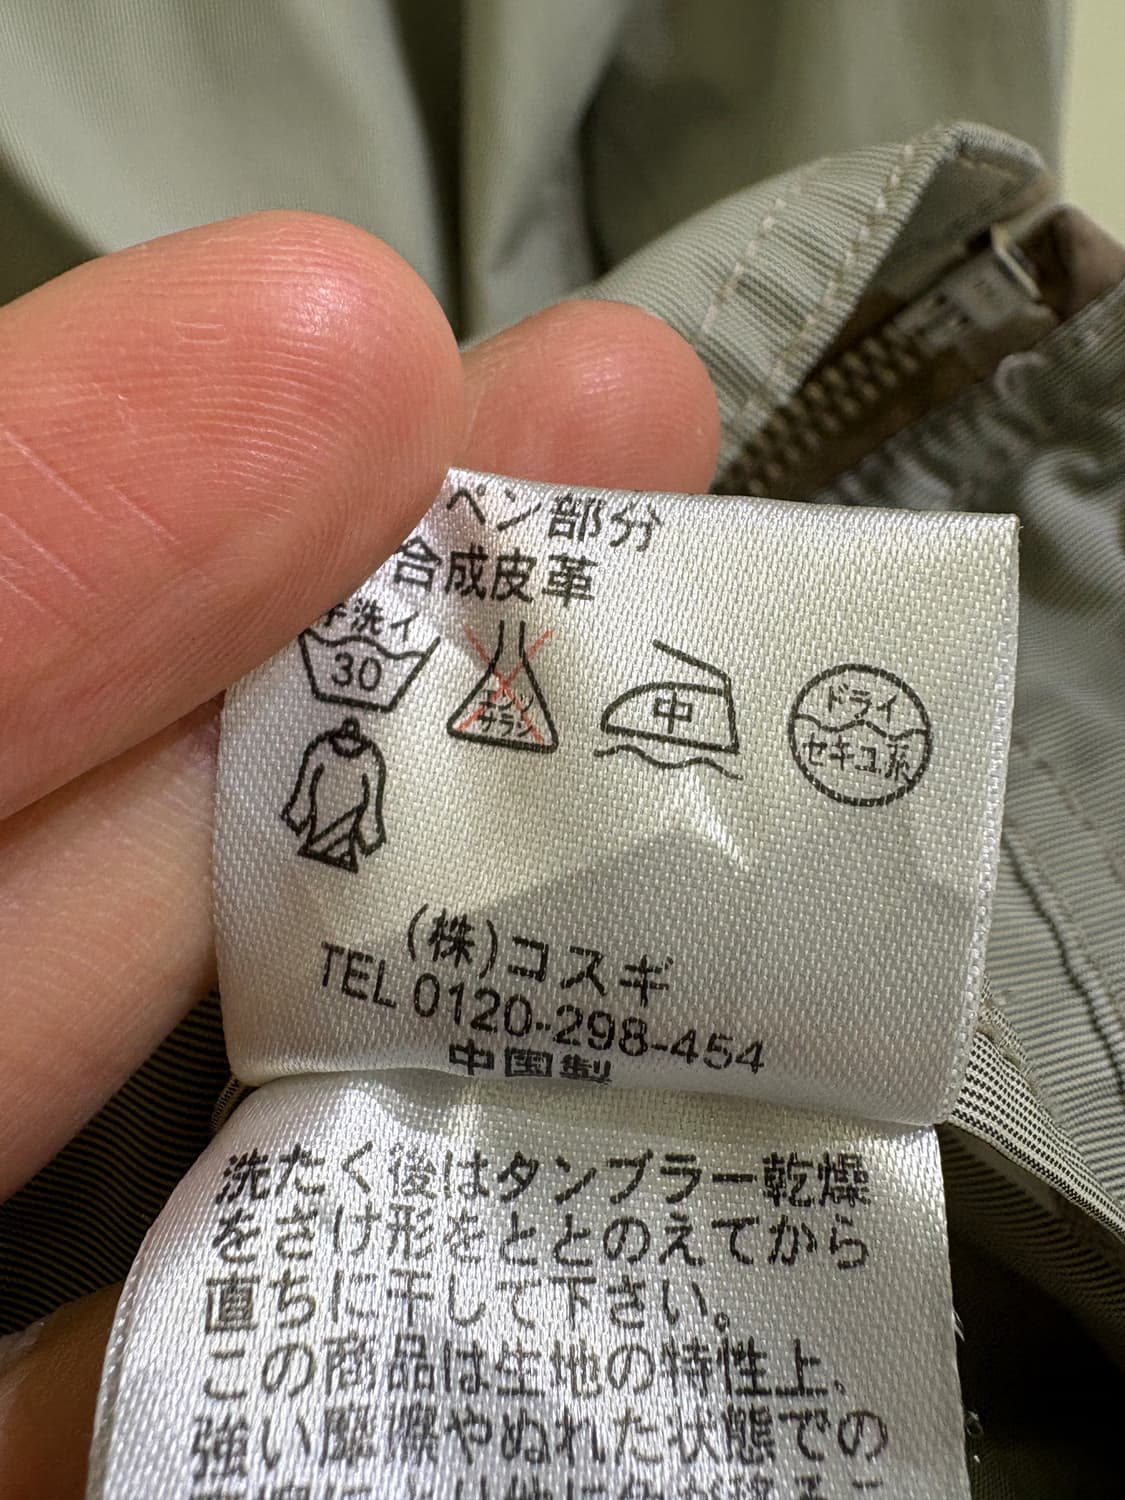 ペン部分
合成皮革
手洗イ
30
エンソ
サラシ
中
ドライ
セキユ系
(株)コスギ
TEL 0120-298-454
中国製
洗たく後はタンブラー乾燥
をさけ形をととのえてから
直ちに干して下さい。
この商品は生地の特性上、
強い摩擦やぬれた状態での